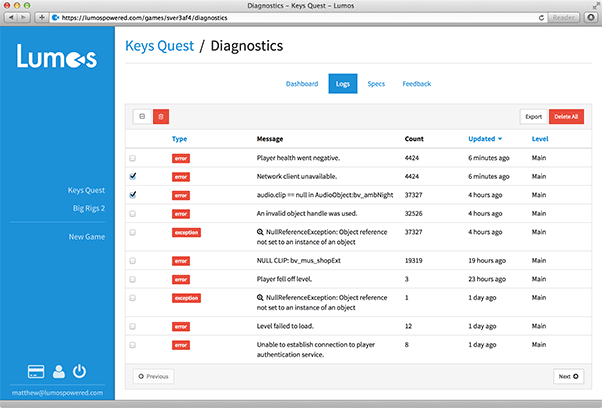 Diagnostics – Keys Quest – Lumos
https://lumospowered.com/games/sver3af4/diagnostics
Reader
Lumos
Keys Quest / Diagnostics
Dashboard Logs Specs Feedback
Export Delete All
Type Message Count Updated Level
error Player health went negative. 4424 6 minutes ago Main
error Network client unavailable. 4424 6 minutes ago Main
error audio.clip == null in AudioObject:bv_ambNight 37327 4 hours ago Main
error An invalid object handle was used. 32526 4 hours ago Main
exception NullReferenceException: Object reference 37327 4 hours ago Main
not set to an instance of an object
error NULL CLIP: bv_mus_shopExt 19319 19 hours ago Main
error Player fell off level. 3 23 hours ago Main
exception NullReferenceException: Object reference 1 1 day ago Main
not set to an instance of an object
error Level failed to load. 12 1 day ago Main
error Unable to establish connection to player 8 1 day ago Main
authentication service.
Previous Next
Keys Quest
Big Rigs 2
New Game
matthew@lumospowered.com